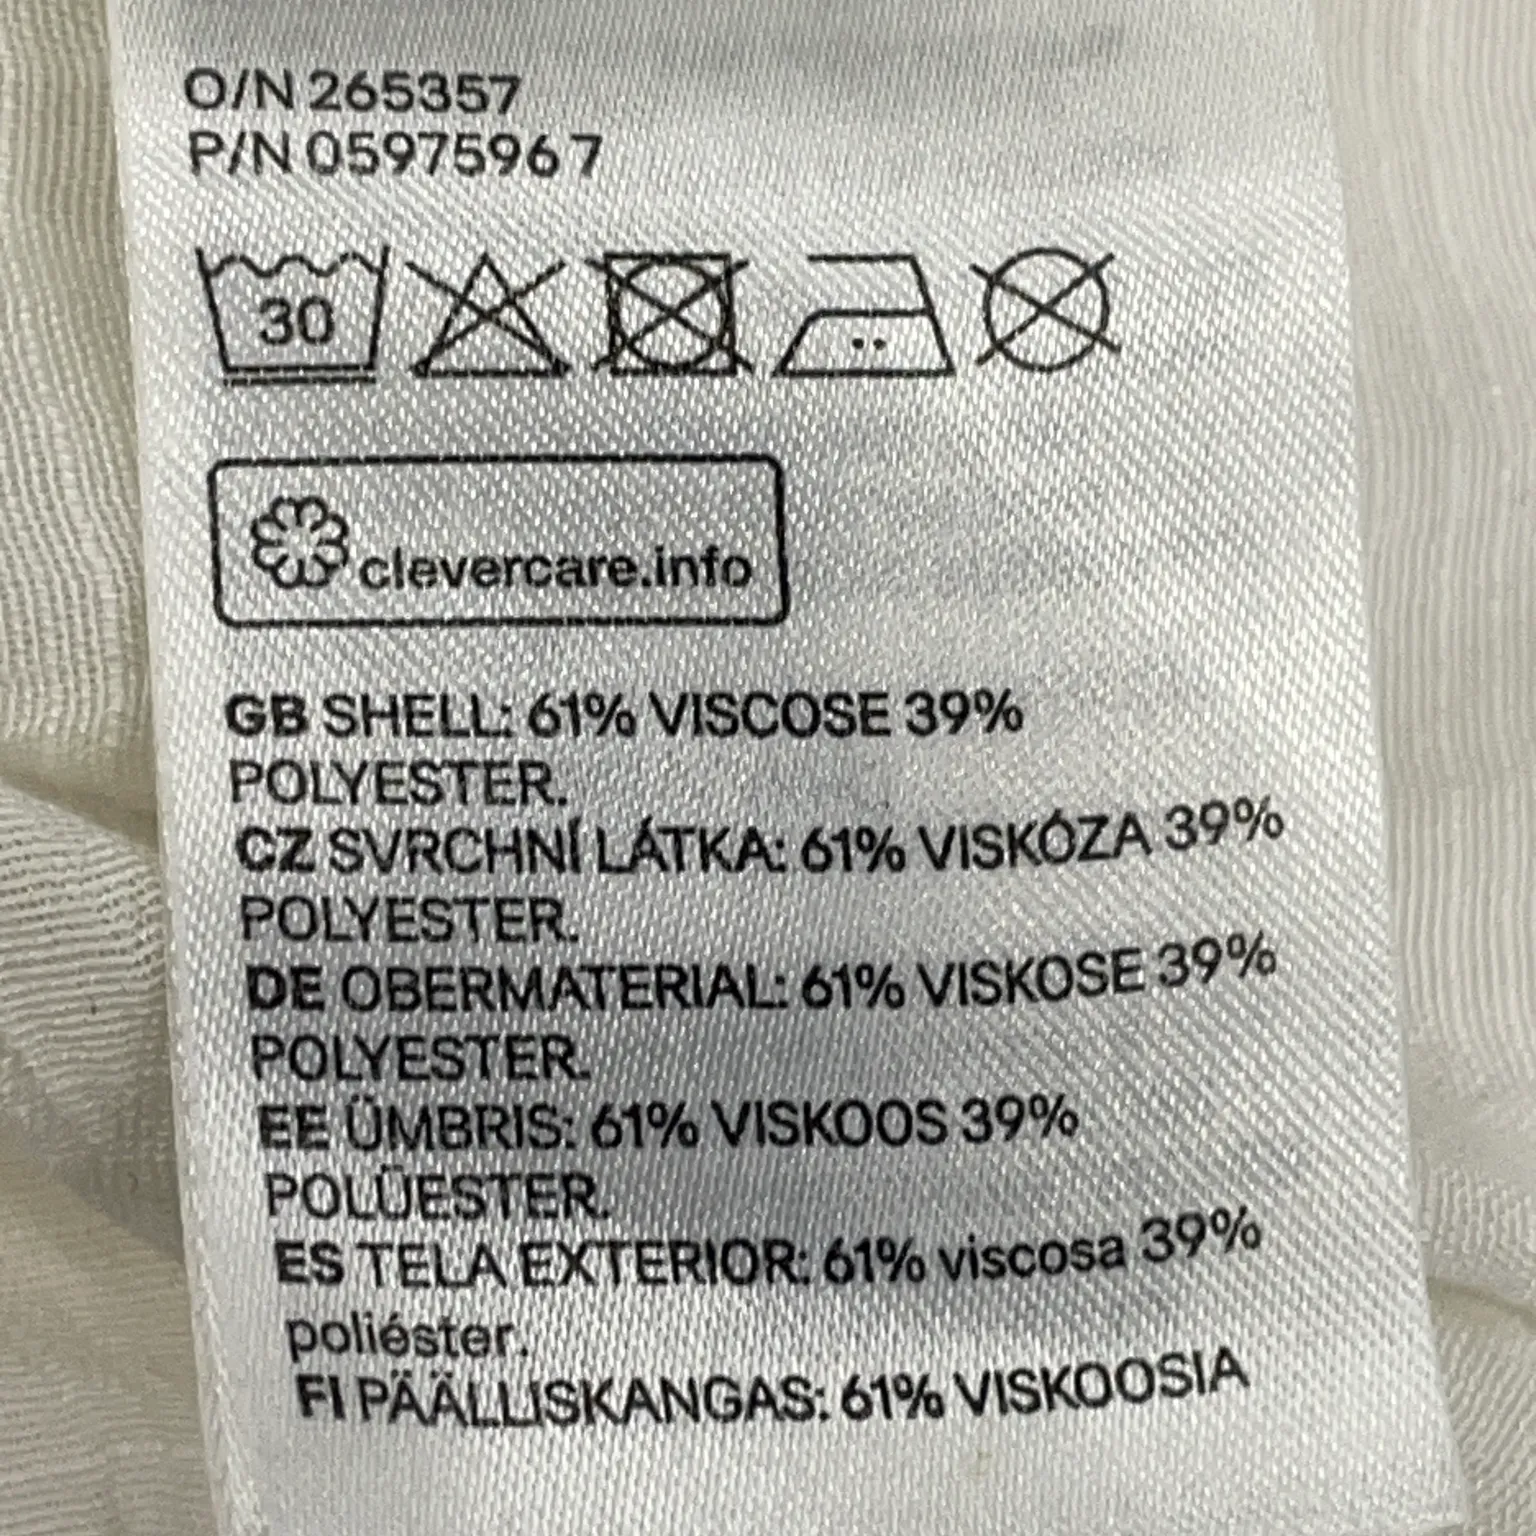 O/N 265357
P/N 05975967
30
clevercare.info
GB SHELL: 61% VISCOSE 39%
POLYESTER.
CZ SVRCHNÍ LÁTKA: 61% VISKÓZA 39%
POLYESTER.
DE OBERMATERIAL: 61% VISKOSE 39%
POLYESTER.
EE ÜMBRIS: 61% VISKOOS 39%
POLÜESTER.
ES TELA EXTERIOR: 61% viscosa 39%
poliéster.
FI PÄÄLLISKANGAS: 61% VISKOOSIA